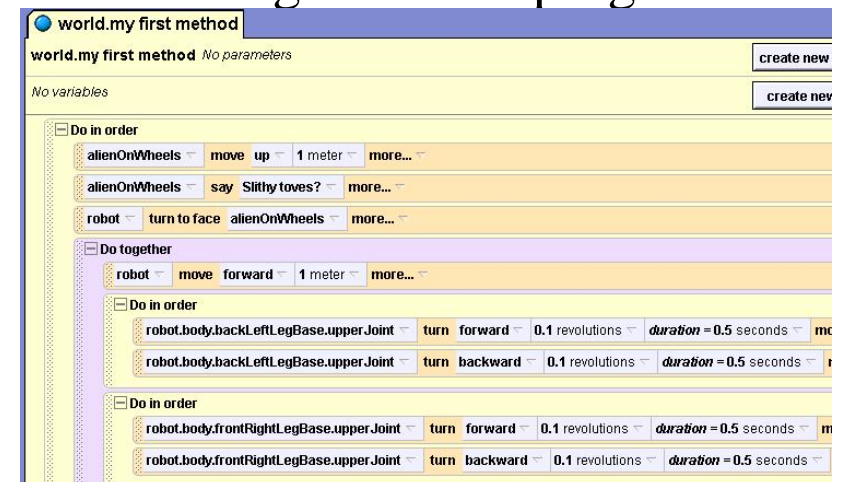 world.my first method
world.my first method No parameters
create new
No variables
create new
Do in order
alienOnWheels move up 1 meter more...
alienOnWheels say Slithy toves? more...
robot turn to face alienOnWheels more...
Do together
robot move forward 1 meter more...
Do in order
robot.body.backLeftLegBase.upperJoint turn forward 0.1 revolutions duration = 0.5 seconds
robot.body.backLeftLegBase.upperJoint turn backward 0.1 revolutions duration = 0.5 seconds
Do in order
robot.body.frontRightLegBase.upperJoint turn forward 0.1 revolutions duration = 0.5 seconds
robot.body.frontRightLegBase.upperJoint turn backward 0.1 revolutions duration = 0.5 seconds